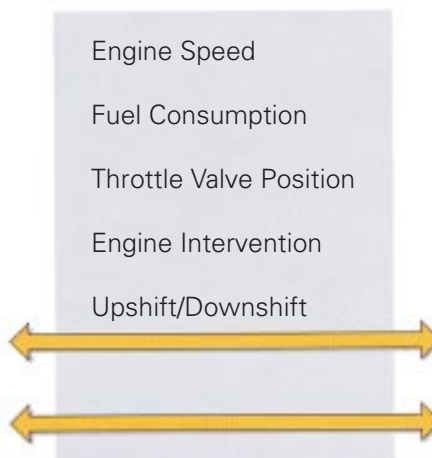 Engine Speed
Fuel Consumption
Throttle Valve Position
Engine Intervention
Upshift/Downshift